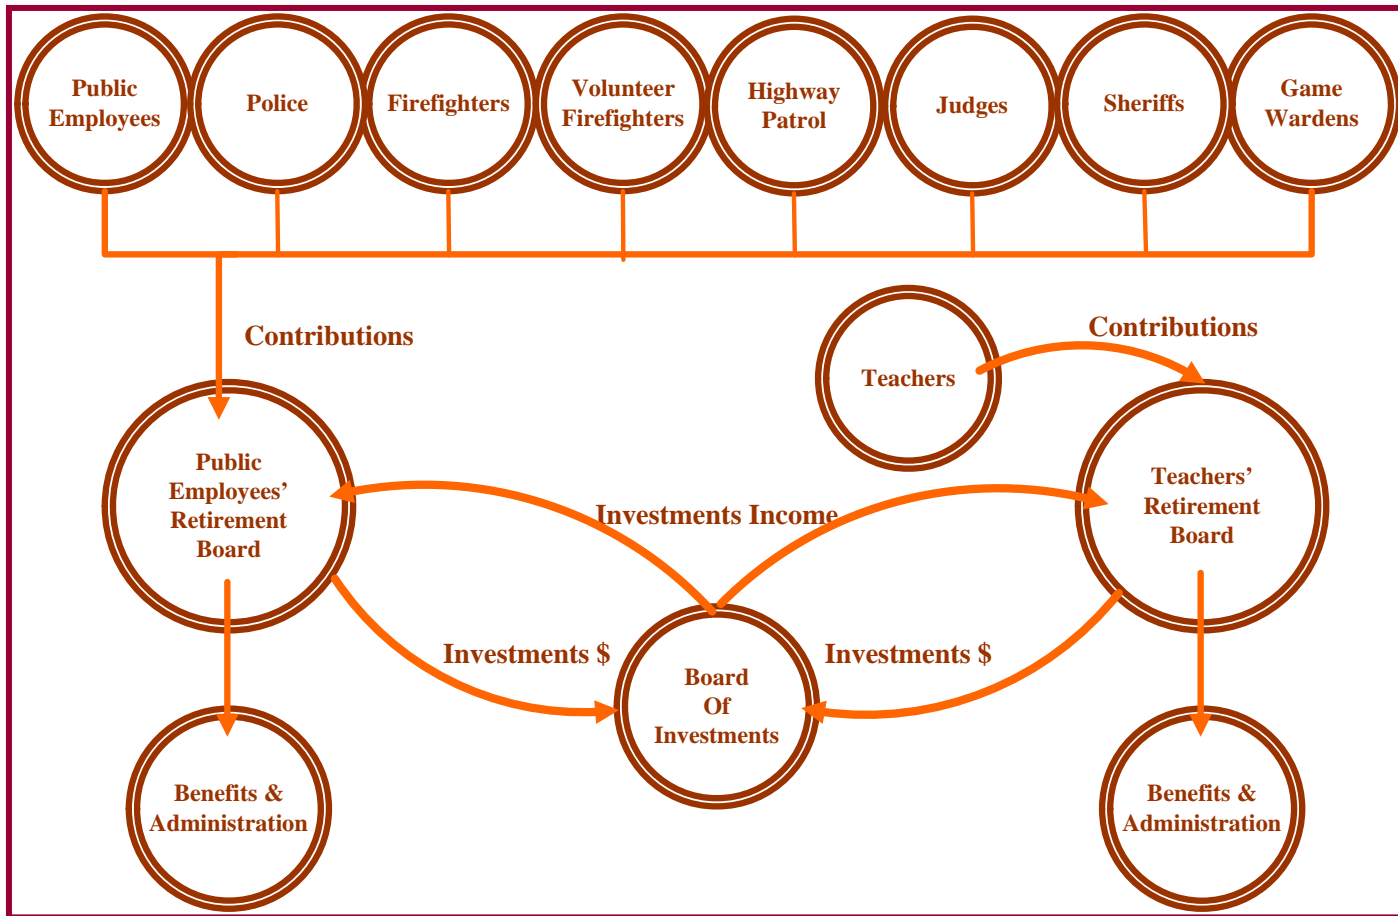 Public
Employees
Police
Firefighters
Volunteer
Firefighters
Highway
Patrol
Judges
Sheriffs
Game
Wardens
Contributions
Contributions
Teachers
Public
Employees’
Retirement
Board
Investments Income
Teachers’
Retirement
Board
Investments $
Investments $
Board
Of
Investments
Benefits &
Administration
Benefits &
Administration